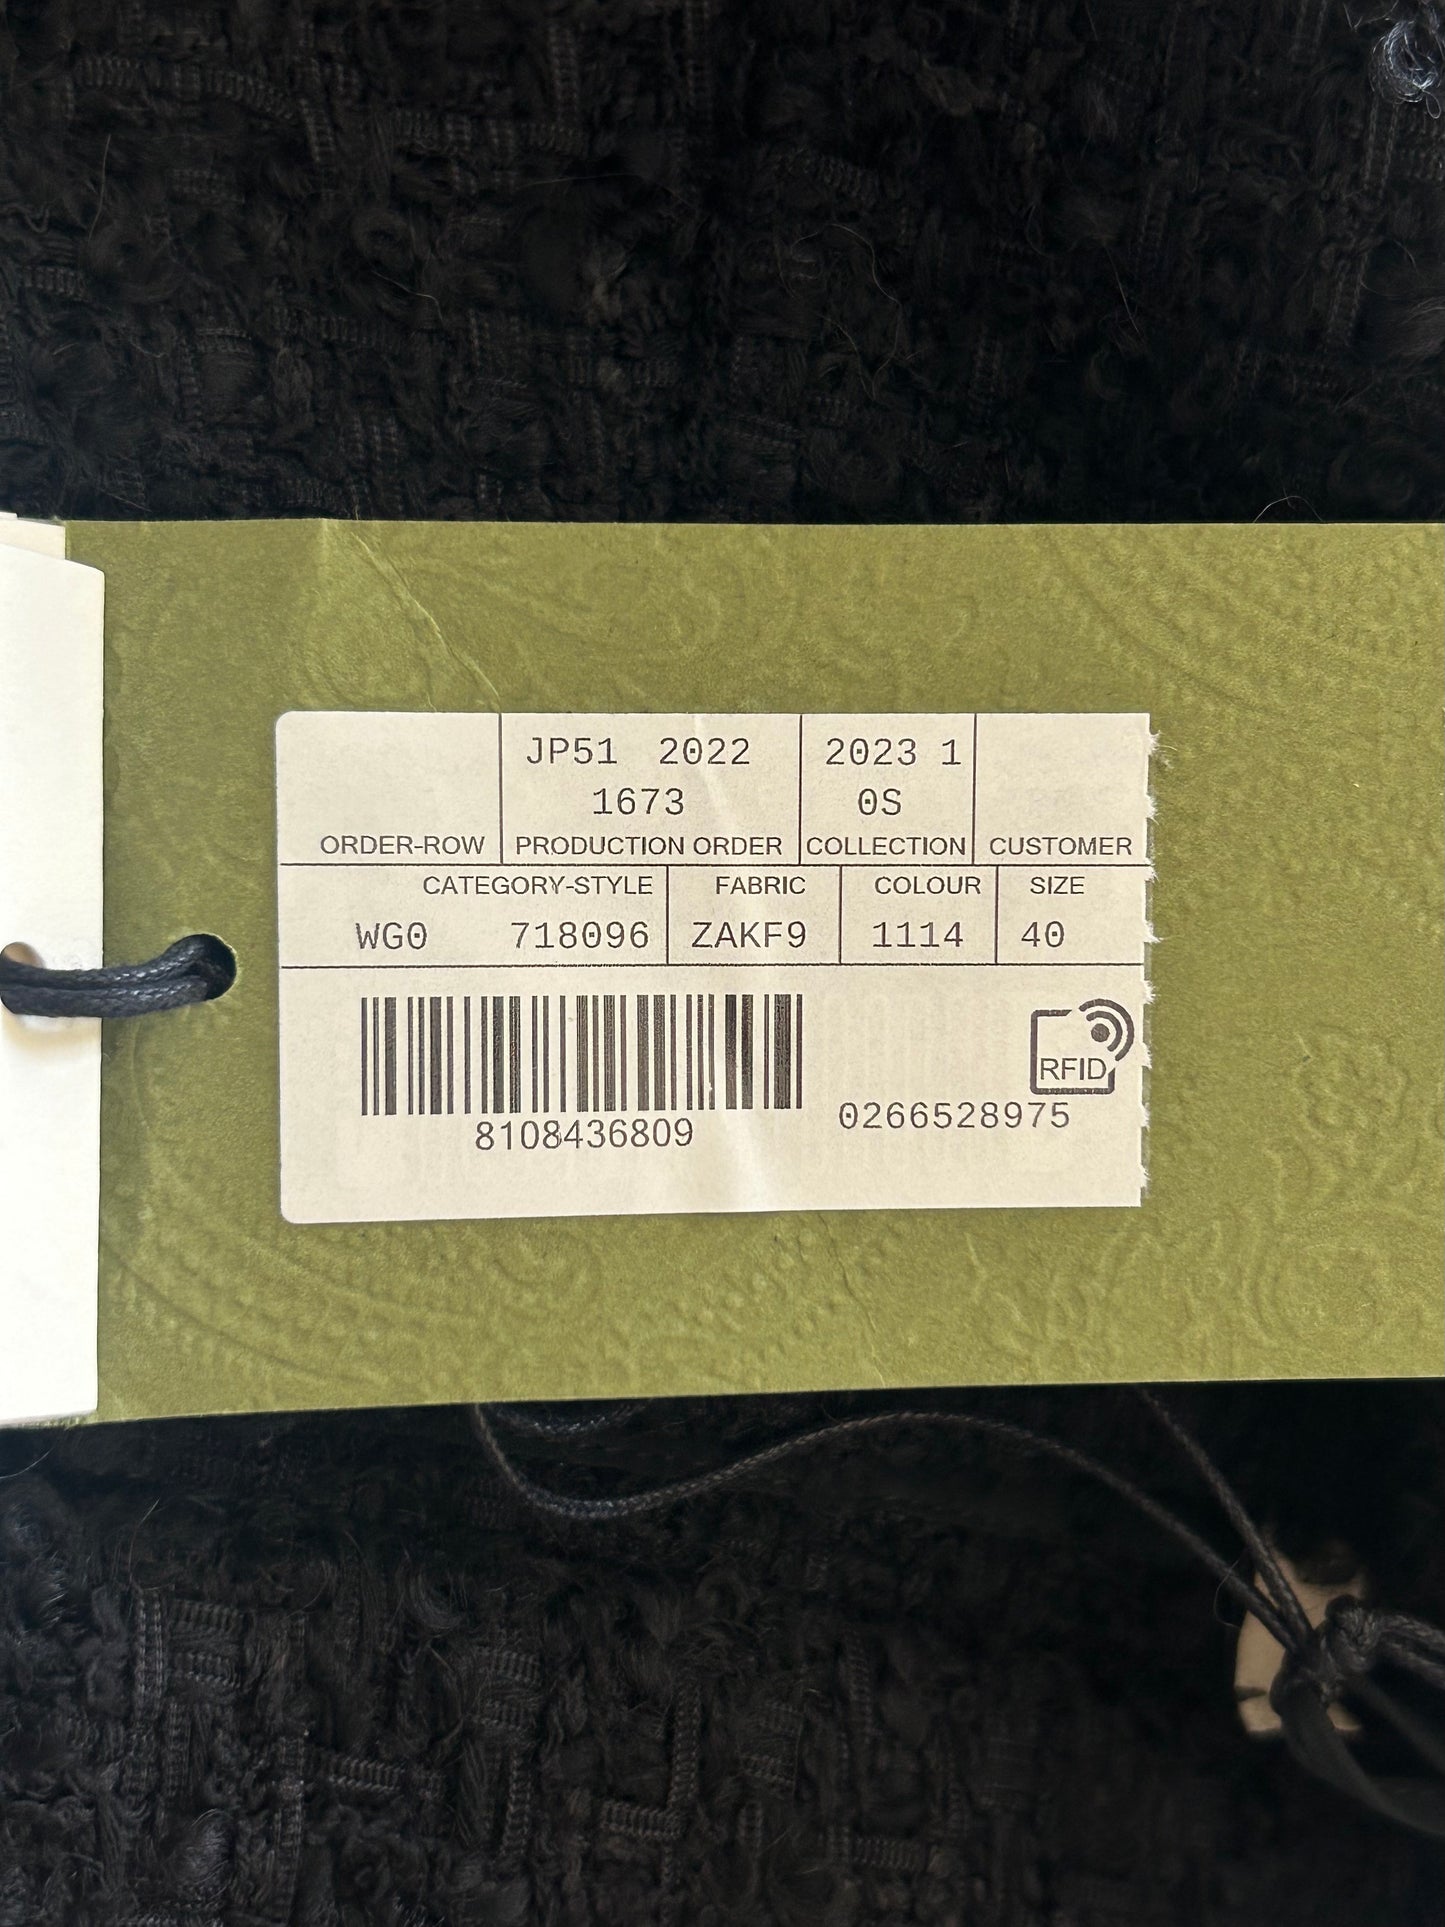 JP51 2022 2023 1
1673 0S
ORDER-ROW PRODUCTION ORDER COLLECTION CUSTOMER
CATEGORY-STYLE FABRIC COLOUR SIZE
WG0 718096 ZAKF9 1114 40
RFID
8108436809 0266528975